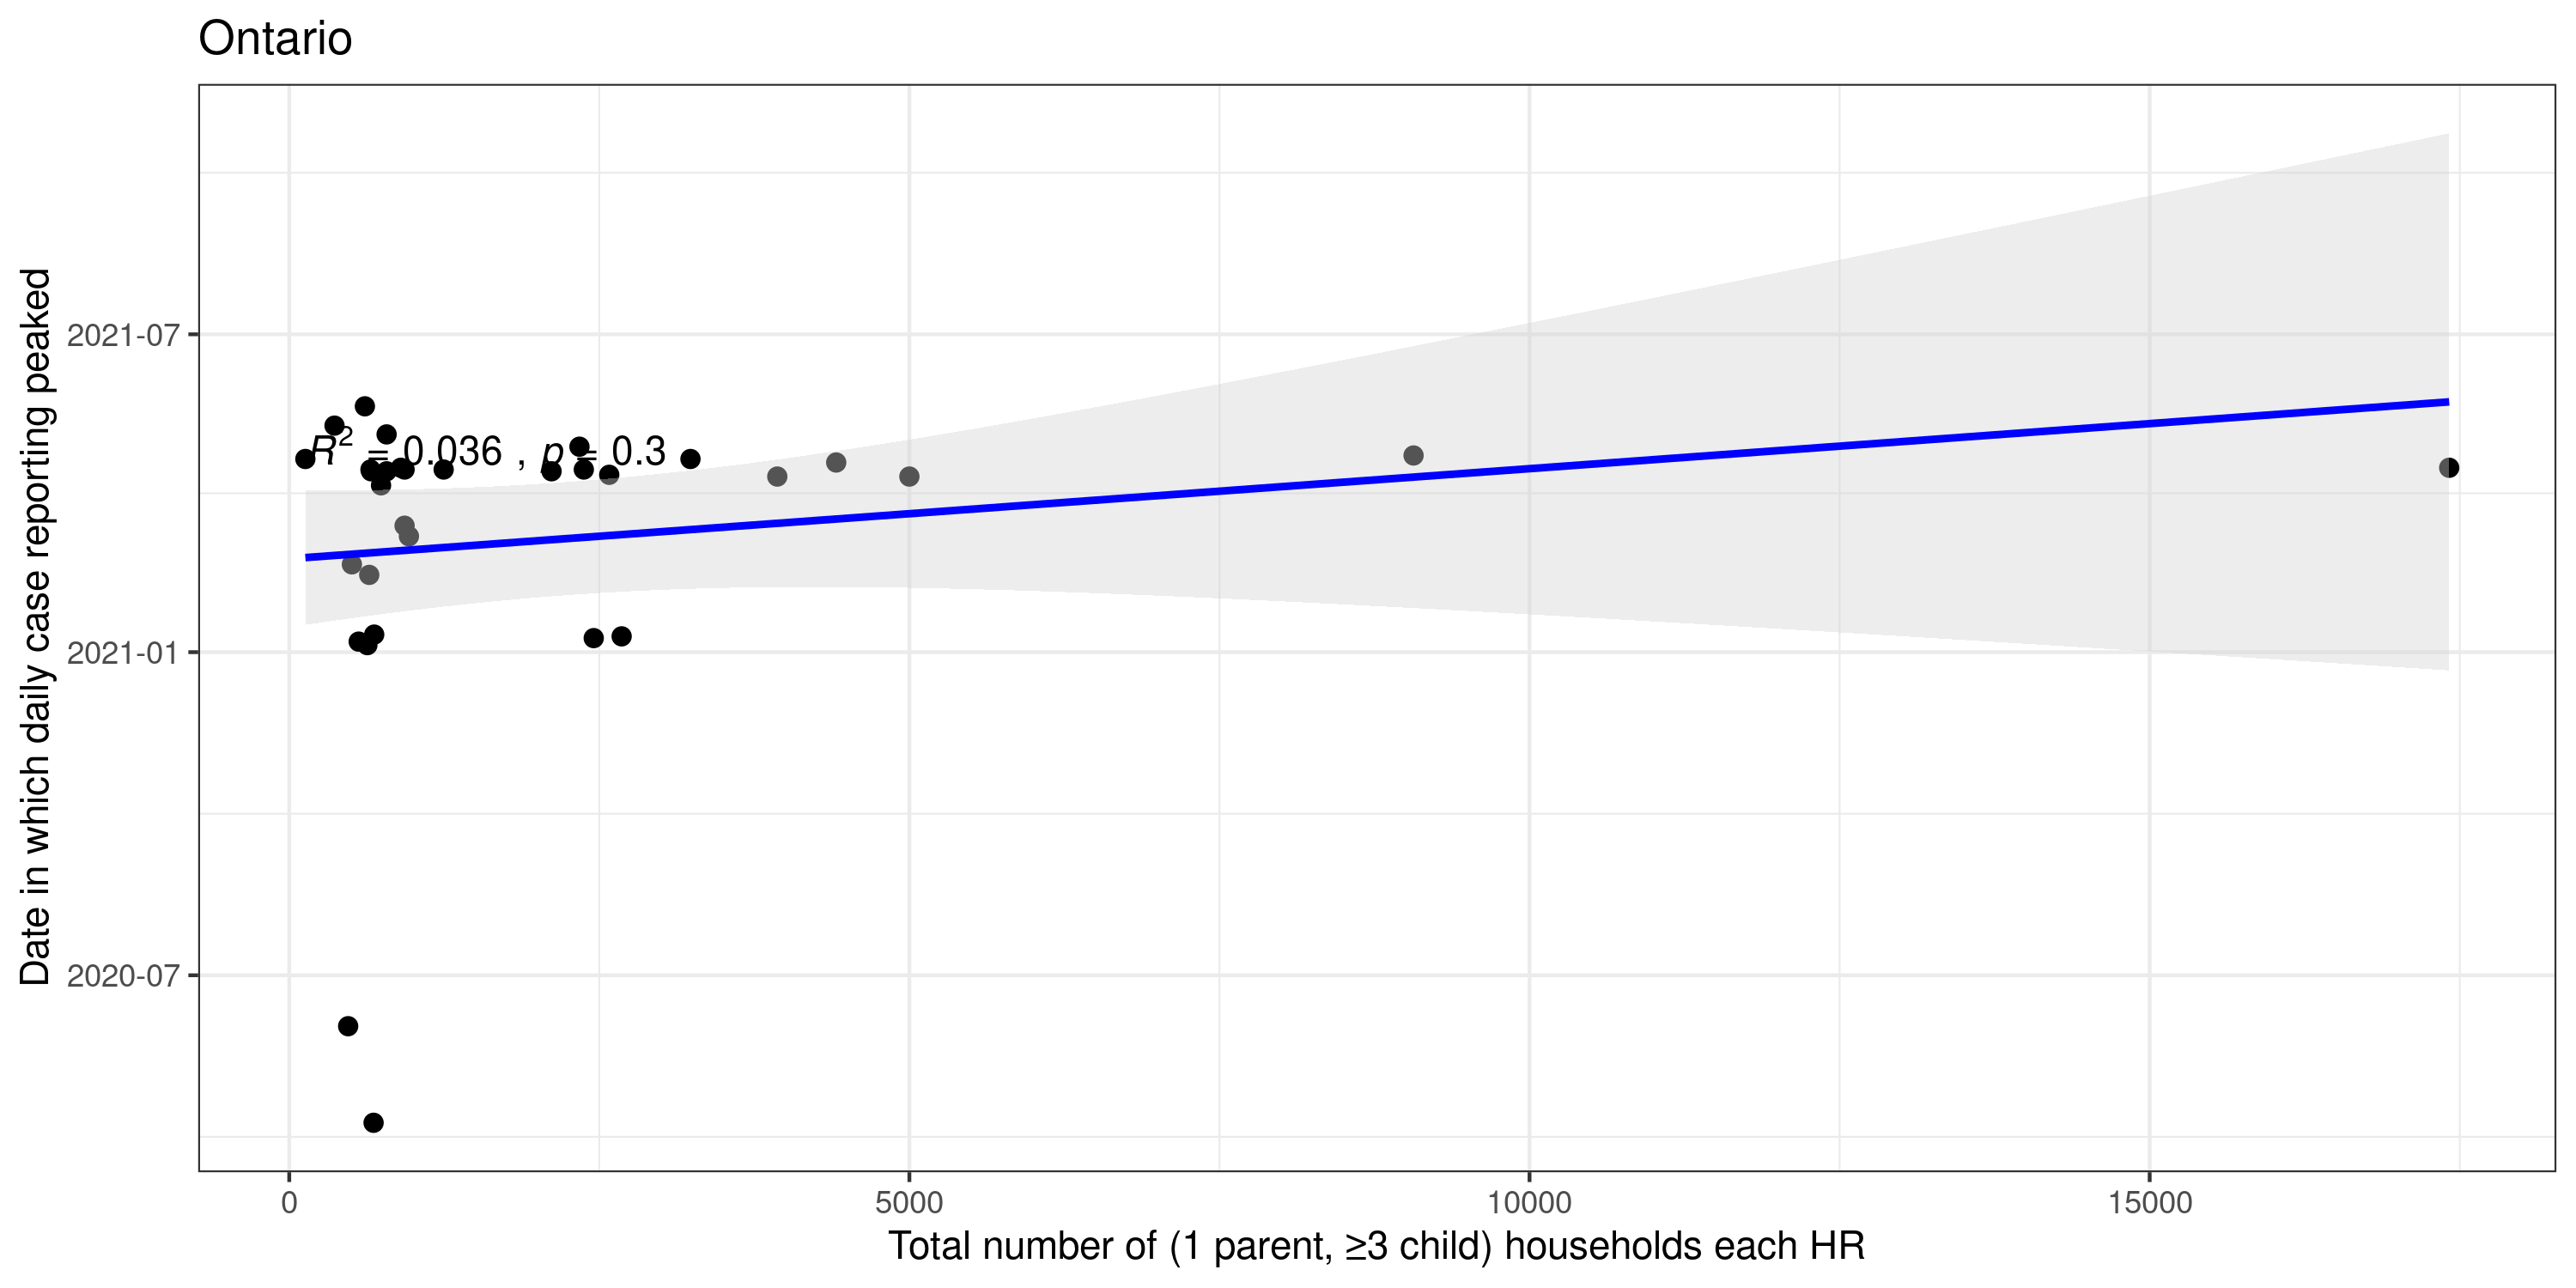 Ontario
Date in which daily case reporting peaked
2021-07
2021-01
2020-07
R² = 0.036 , p = 0.3
0 5000 10000 15000
Total number of (1 parent, ≥3 child) households each HR